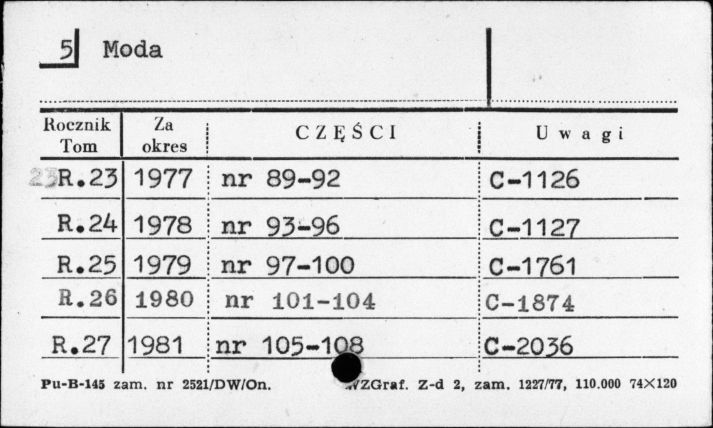 5 Moda
Rocznik Tom Za okres CZĘŚCI Uwagi
R.23 1977 nr 89-92 C-1126
R.24 1978 nr 93-96 C-1127
R.25 1979 nr 97-100 C-1761
R.26 1980 nr 101-104 C-1874
R.27 1981 nr 105-108 C-2036
Pu-B-145 zam. nr 2521/DW/On. WZGraf. Z-d 2, zam. 1227/77, 110.000 74×120